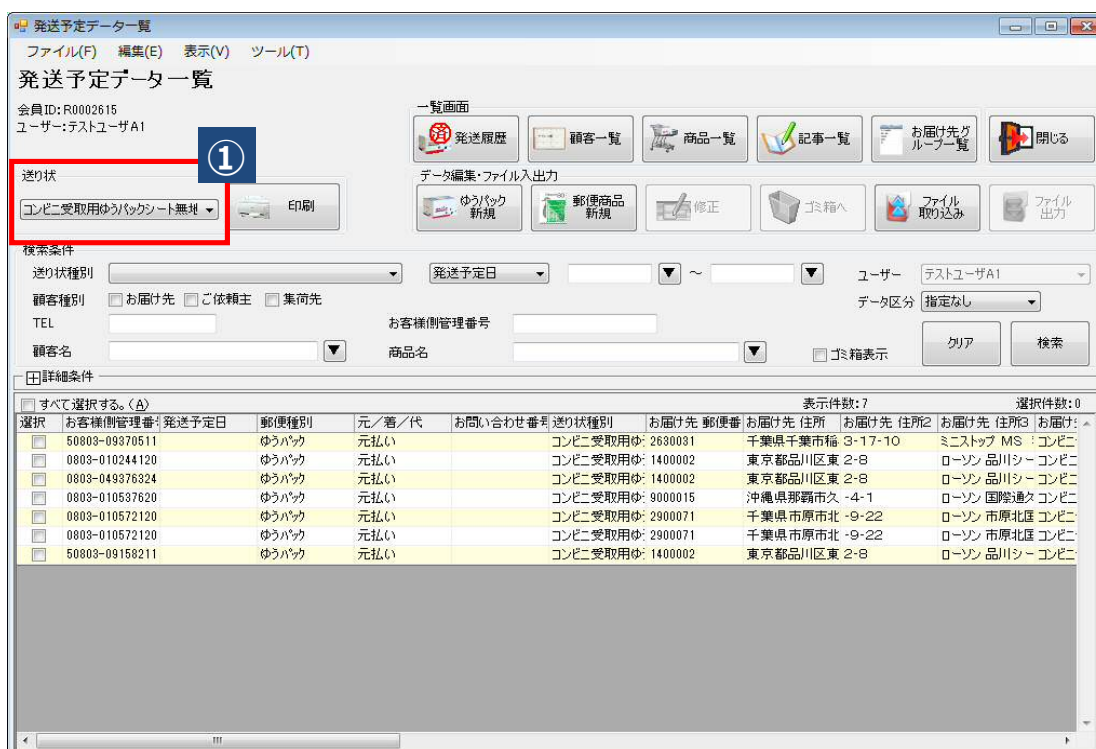 発送予定データ一覧
ファイル(F) 編集(E) 表示(V) ツール(T)
発送予定データ一覧
会員ID:R0002615
ユーザー:テストユーザA1
①
一覧画面
発送履歴 顧客一覧 商品一覧 記事一覧 お届け先グループ一覧 閉じる
送り状
コンビニ受取用ゆうパックシート無地
印刷
データ編集・ファイル入出力
ゆうパック新規 郵便商品新規 修正 ゴミ箱へ ファイル取り込み ファイル出力
検索条件
送り状種別 発送予定日 ～ ユーザー テストユーザA1
顧客種別 お届け先 ご依頼主 集荷先 データ区分 指定なし
TEL お客様側管理番号
顧客名 商品名 ゴミ箱表示 クリア 検索
詳細条件
すべて選択する。(A) 表示件数:7 選択件数:0
選択 お客様側管理番 発送予定日 郵便種別 元／着／代 お問い合わせ番号 送り状種別 お届け先 郵便番 お届け先 住所 お届け先 住所2 お届け先 住所3 お届け
50803-09370511 ゆうパック 元払い コンビニ受取用ゆ 2630031 千葉県千葉市稲 3-17-10 ミニストップ MS コンビニ
0803-010244120 ゆうパック 元払い コンビニ受取用ゆ 1400002 東京都品川区東 2-8 ローソン 品川シー コンビニ
0803-049376324 ゆうパック 元払い コンビニ受取用ゆ 1400002 東京都品川区東 2-8 ローソン 品川シー コンビニ
0803-010537620 ゆうパック 元払い コンビニ受取用ゆ 9000015 沖縄県那覇市久 -4-1 ローソン 国際通 コンビニ
0803-010572120 ゆうパック 元払い コンビニ受取用ゆ 2900071 千葉県市原市北 -9-22 ローソン 市原北国 コンビニ
0803-010572120 ゆうパック 元払い コンビニ受取用ゆ 2900071 千葉県市原市北 -9-22 ローソン 市原北国 コンビニ
50803-09158211 ゆうパック 元払い コンビニ受取用ゆ 1400002 東京都品川区東 2-8 ローソン 品川シー コンビニ